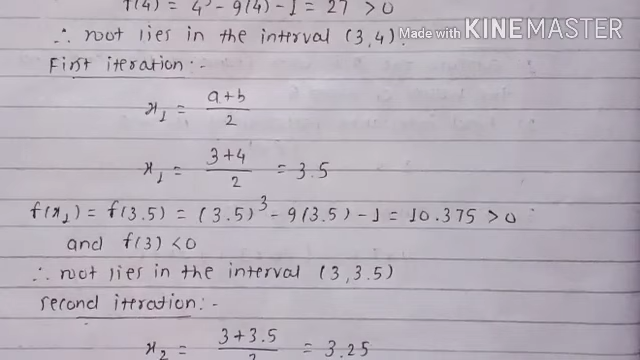 f(4) = 4³ - 9(4) - 1 = 27 > 0
∴ root lies in the interval (3,4).
Made with KINEMASTER
First iteration:-
x₁ = a+b / 2
x₁ = 3+4 / 2 = 3.5
f(x₁) = f(3.5) = (3.5)³ - 9(3.5) - 1 = 10.375 > 0
and f(3) < 0
∴ root lies in the interval (3, 3.5)
second iteration:-
x₂ = 3+3.5 / 2 = 3.25